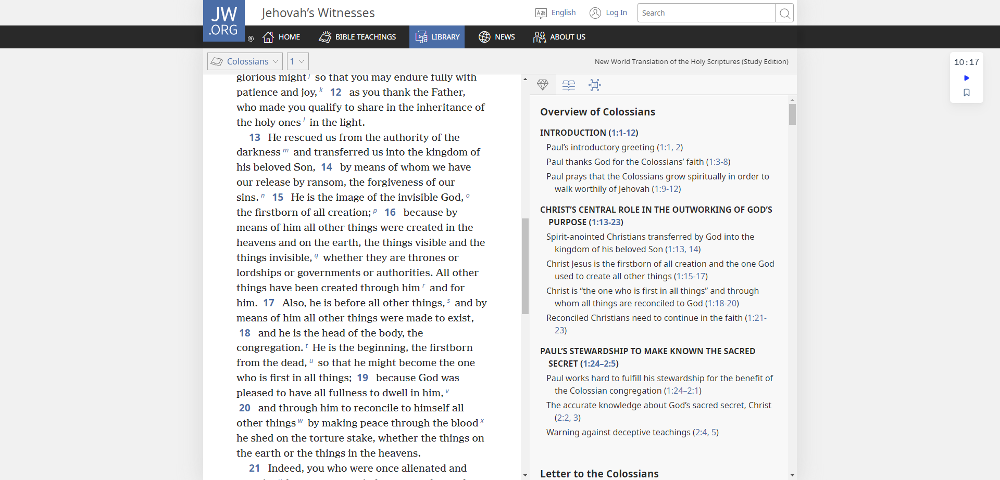 JW
.ORG
®
Jehovah’s Witnesses
English
Log In
Search
HOME
BIBLE TEACHINGS
LIBRARY
NEWS
ABOUT US
Colossians
1
New World Translation of the Holy Scriptures (Study Edition)
10:17
glorious might j so that you may endure fully with
patience and joy, k 12 as you thank the Father,
who made you qualify to share in the inheritance of
the holy ones l in the light.
13 He rescued us from the authority of the
darkness m and transferred us into the kingdom of
his beloved Son, 14 by means of whom we have
our release by ransom, the forgiveness of our
sins. n 15 He is the image of the invisible God, o
the firstborn of all creation; p 16 because by
means of him all other things were created in the
heavens and on the earth, the things visible and the
things invisible, q whether they are thrones or
lordships or governments or authorities. All other
things have been created through him r and for
him. 17 Also, he is before all other things, s and by
means of him all other things were made to exist,
18 and he is the head of the body, the
congregation. t He is the beginning, the firstborn
from the dead, u so that he might become the one
who is first in all things; 19 because God was
pleased to have all fullness to dwell in him, v
20 and through him to reconcile to himself all
other things w by making peace through the blood x
he shed on the torture stake, whether the things on
the earth or the things in the heavens.
21 Indeed, you who were once alienated and
Overview of Colossians
INTRODUCTION (1:1-12)
Paul’s introductory greeting (1:1, 2)
Paul thanks God for the Colossians’ faith (1:3-8)
Paul prays that the Colossians grow spiritually in order to
walk worthily of Jehovah (1:9-12)
CHRIST’S CENTRAL ROLE IN THE OUTWORKING OF GOD’S
PURPOSE (1:13-23)
Spirit-anointed Christians transferred by God into the
kingdom of his beloved Son (1:13, 14)
Christ Jesus is the firstborn of all creation and the one God
used to create all other things (1:15-17)
Christ is “the one who is first in all things” and through
whom all things are reconciled to God (1:18-20)
Reconciled Christians need to continue in the faith (1:21-
23)
PAUL’S STEWARDSHIP TO MAKE KNOWN THE SACRED
SECRET (1:24–2:5)
Paul works hard to fulfill his stewardship for the benefit of
the Colossian congregation (1:24–2:1)
The accurate knowledge about God’s sacred secret, Christ
(2:2, 3)
Warning against deceptive teachings (2:4, 5)
Letter to the Colossians